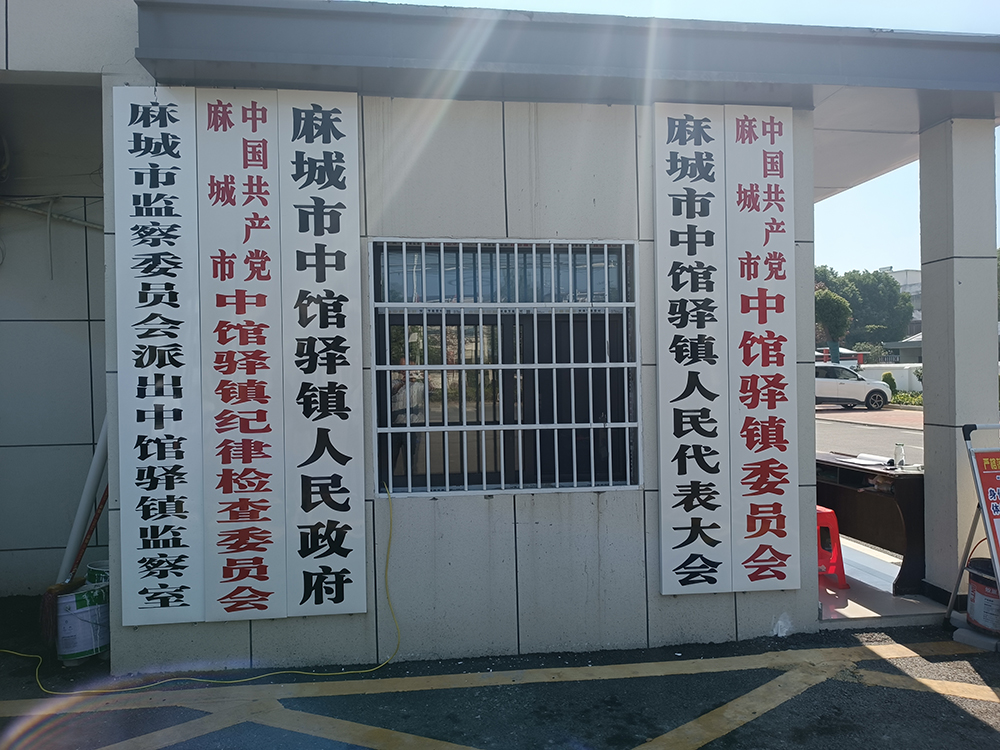 麻城市监察委员会派出中馆驿镇监察室
中国共产党麻城市中馆驿镇纪律检查委员会
麻城市中馆驿镇人民政府
麻城市中馆驿镇人民代表大会
中国共产党麻城市中馆驿镇委员会